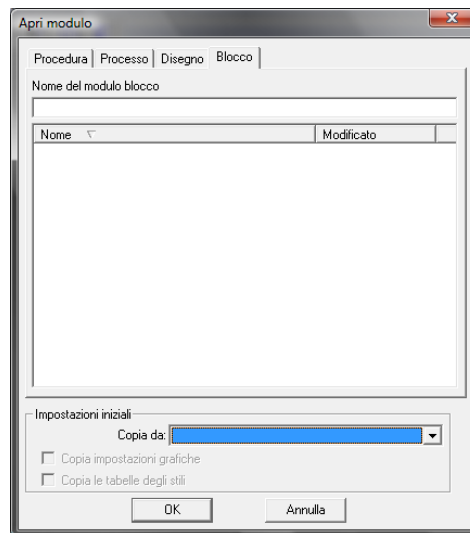 Apri modulo
Procedura Processo Disegno Blocco
Nome del modulo blocco
Nome Modificato
Impostazioni iniziali
Copia da:
Copia impostazioni grafiche
Copia le tabelle degli stili
OK Annulla